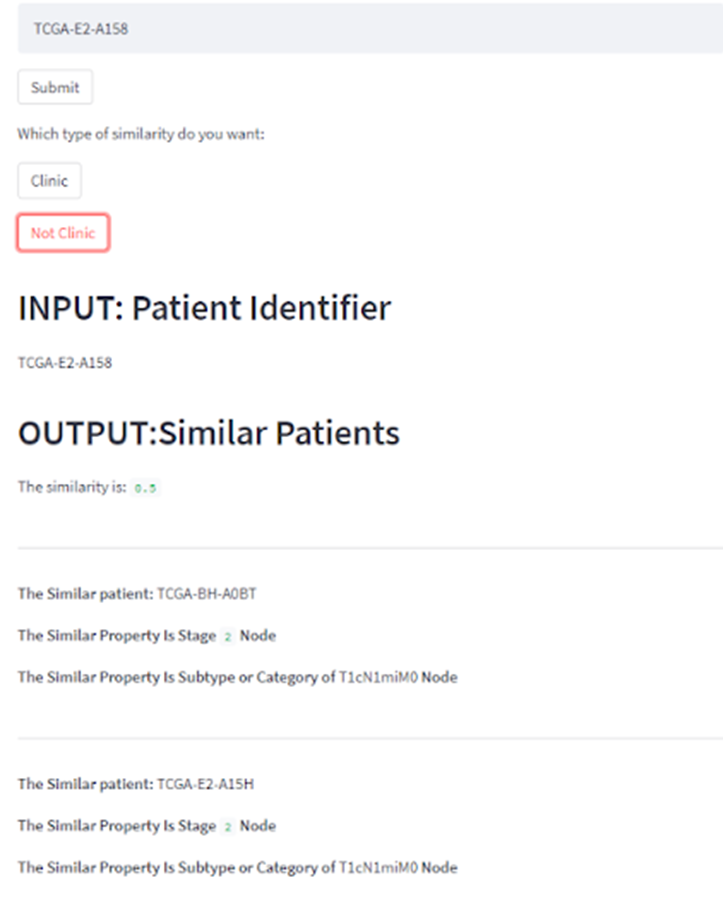 TCGA-E2-A158
Submit
Which type of similarity do you want:
Clinic
Not Clinic
INPUT: Patient Identifier
TCGA-E2-A158
OUTPUT:Similar Patients
The similarity is: 0.5
The Similar patient: TCGA-BH-A0BT
The Similar Property Is Stage 2 Node
The Similar Property Is Subtype or Category of T1cN1miM0 Node
The Similar patient: TCGA-E2-A15H
The Similar Property Is Stage 2 Node
The Similar Property Is Subtype or Category of T1cN1miM0 Node